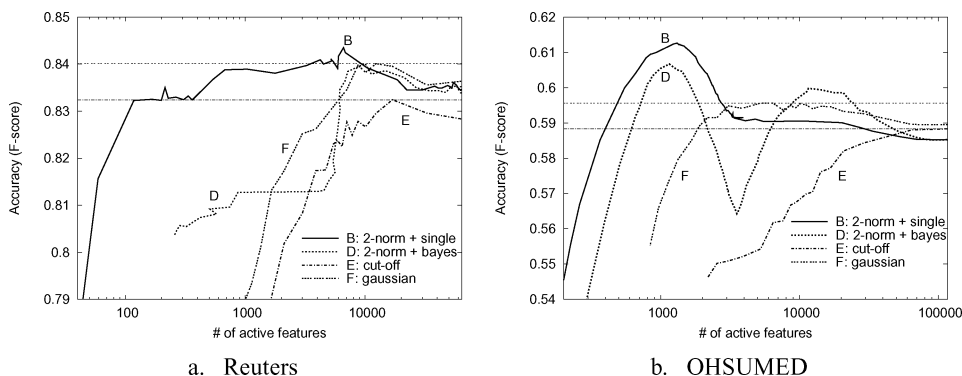 0.85
0.84
0.83
0.82
0.81
0.8
0.79
Accuracy (F-score)
B
F
E
D
B: 2-norm + single
D: 2-norm + bayes
E: cut-off
F: gaussian
100
1000
10000
# of active features
a. Reuters
0.62
0.61
0.6
0.59
0.58
0.57
0.56
0.55
0.54
Accuracy (F-score)
B
D
F
E
B: 2-norm + single
D: 2-norm + bayes
E: cut-off
F: gaussian
1000
10000
100000
# of active features
b. OHSUMED